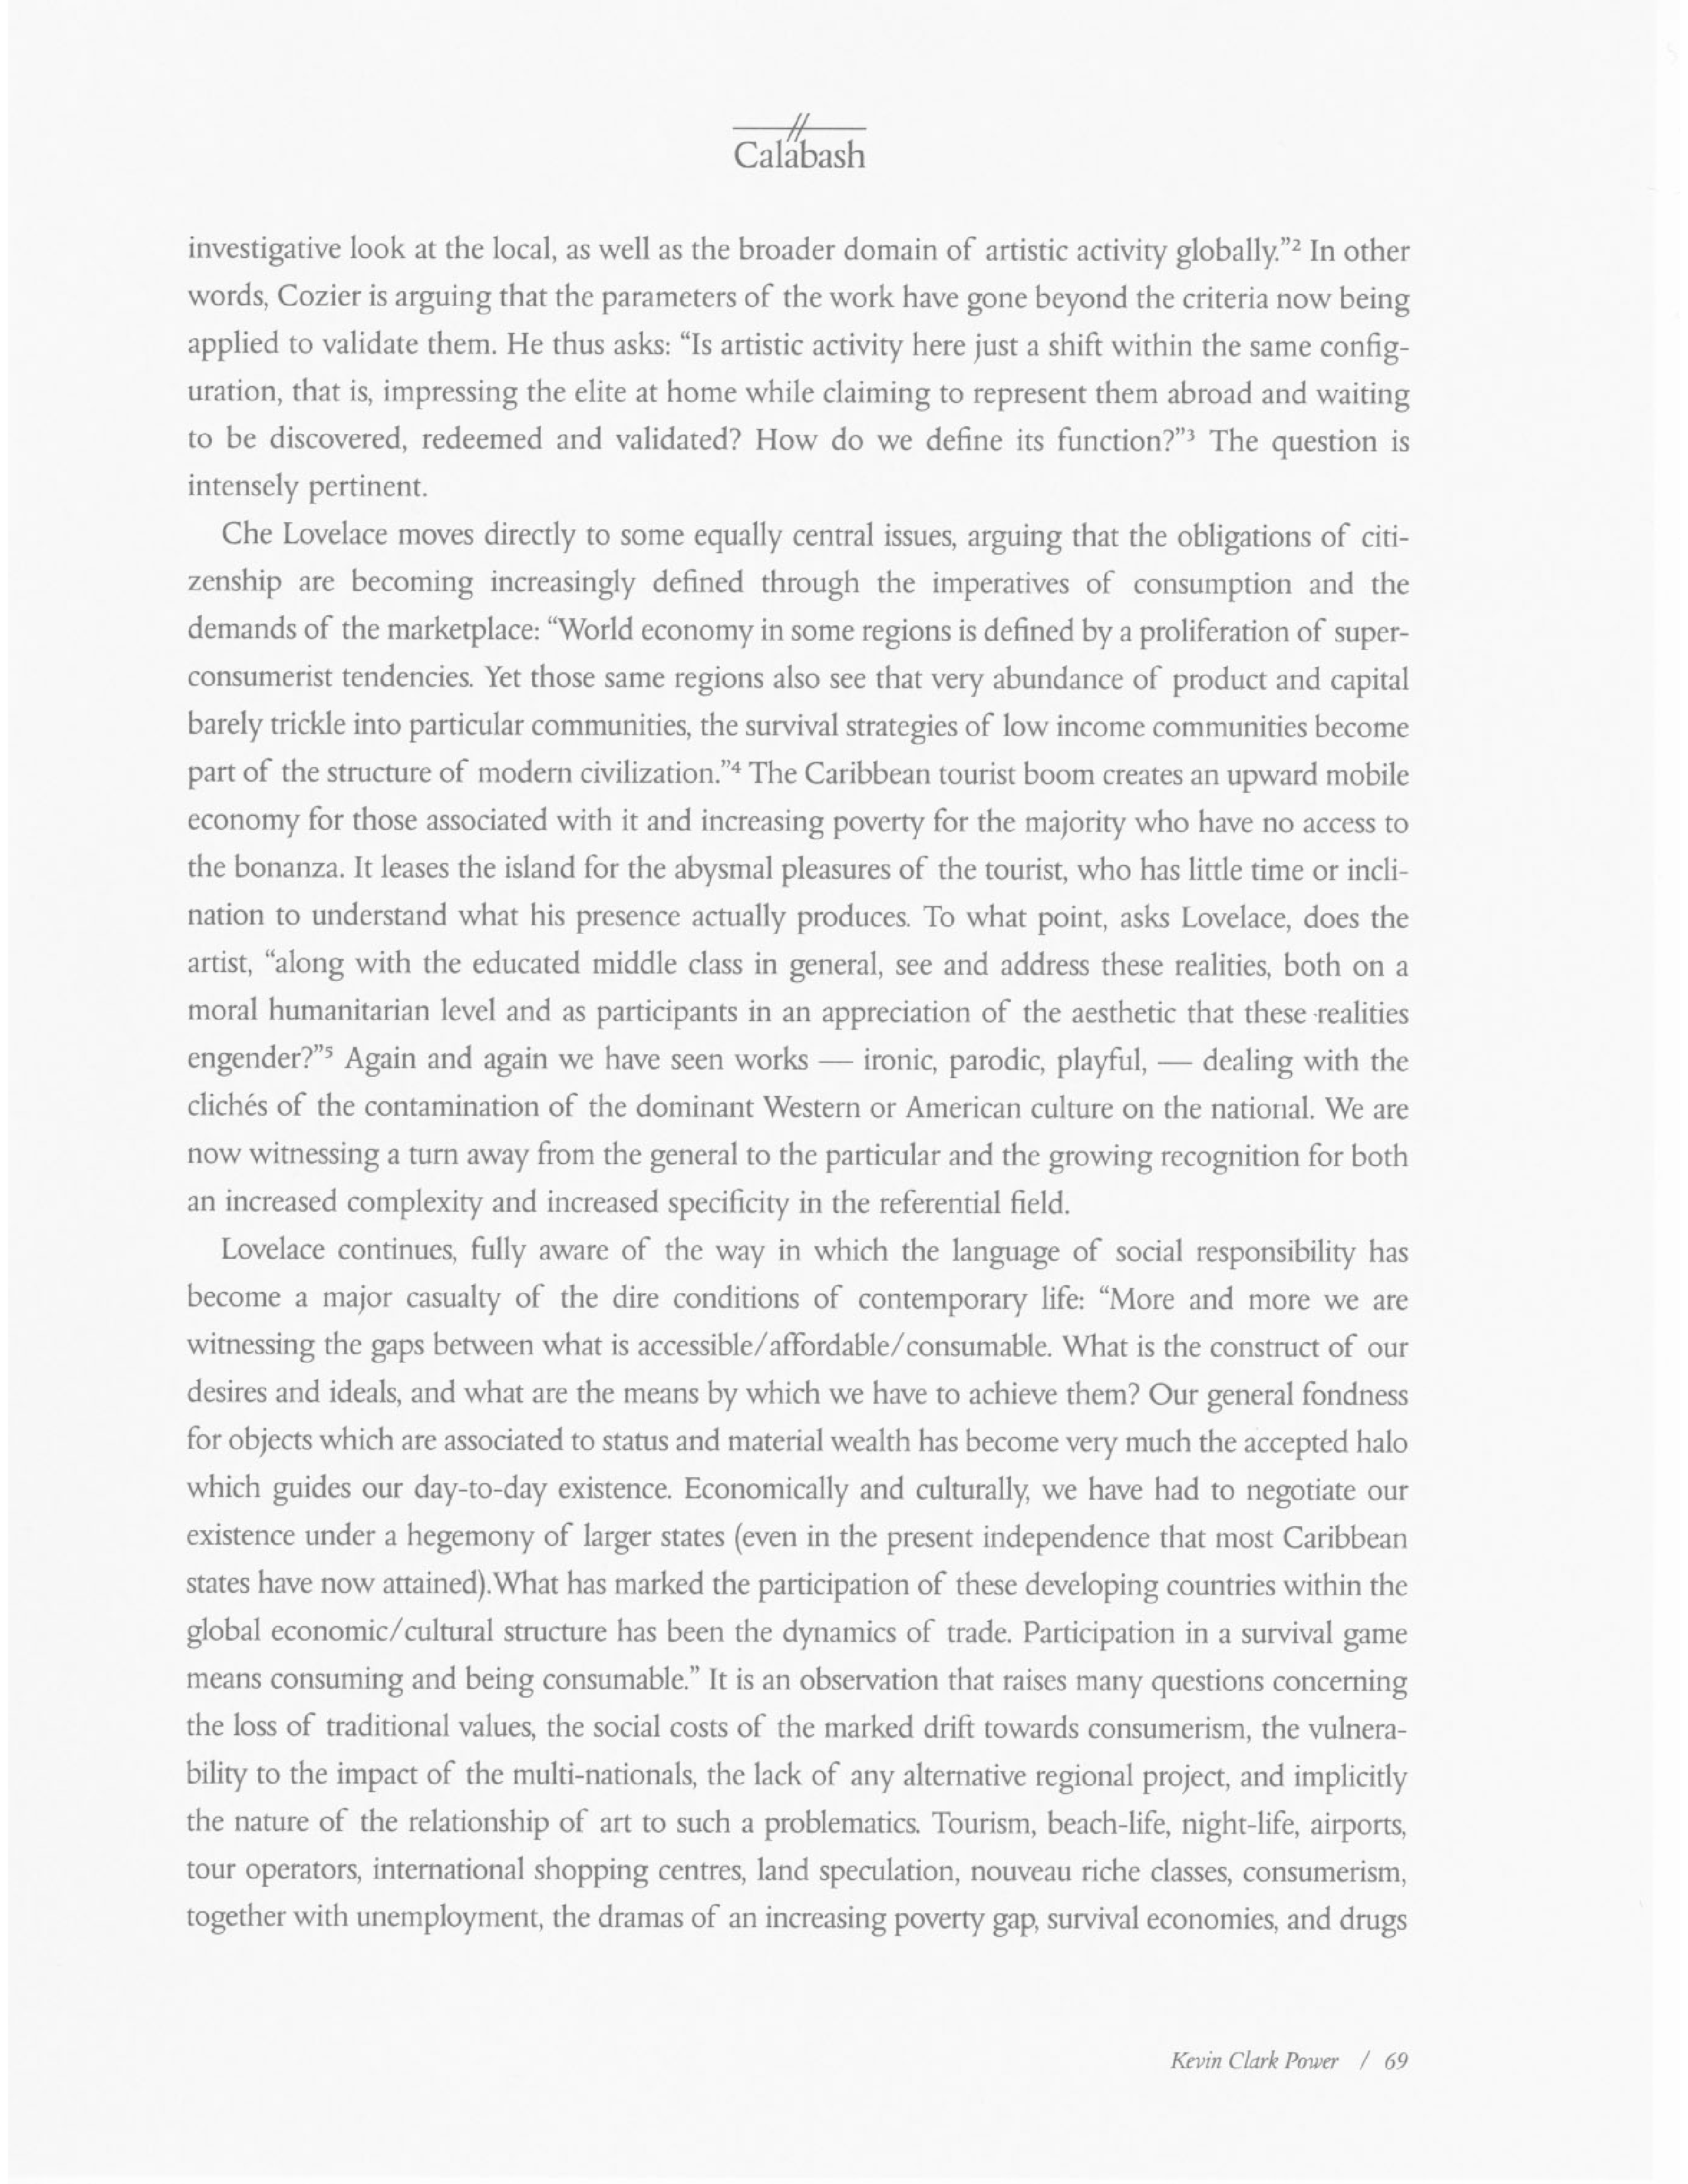 Calabash
investigative look at the local, as well as the broader domain of artistic activity globally.”² In other
words, Cozier is arguing that the parameters of the work have gone beyond the criteria now being
applied to validate them. He thus asks: “Is artistic activity here just a shift within the same config-
uration, that is, impressing the elite at home while claiming to represent them abroad and waiting
to be discovered, redeemed and validated? How do we define its function?”³ The question is
intensely pertinent.
Che Lovelace moves directly to some equally central issues, arguing that the obligations of citi-
zenship are becoming increasingly defined through the imperatives of consumption and the
demands of the marketplace: “World economy in some regions is defined by a proliferation of super-
consumerist tendencies. Yet those same regions also see that very abundance of product and capital
barely trickle into particular communities, the survival strategies of low income communities become
part of the structure of modern civilization.”⁴ The Caribbean tourist boom creates an upward mobile
economy for those associated with it and increasing poverty for the majority who have no access to
the bonanza. It leases the island for the abysmal pleasures of the tourist, who has little time or incli-
nation to understand what his presence actually produces. To what point, asks Lovelace, does the
artist, “along with the educated middle class in general, see and address these realities, both on a
moral humanitarian level and as participants in an appreciation of the aesthetic that these realities
engender?”⁵ Again and again we have seen works — ironic, parodic, playful, — dealing with the
clichés of the contamination of the dominant Western or American culture on the national. We are
now witnessing a turn away from the general to the particular and the growing recognition for both
an increased complexity and increased specificity in the referential field.
Lovelace continues, fully aware of the way in which the language of social responsibility has
become a major casualty of the dire conditions of contemporary life: “More and more we are
witnessing the gaps between what is accessible/affordable/consumable. What is the construct of our
desires and ideals, and what are the means by which we have to achieve them? Our general fondness
for objects which are associated to status and material wealth has become very much the accepted halo
which guides our day-to-day existence. Economically and culturally, we have had to negotiate our
existence under a hegemony of larger states (even in the present independence that most Caribbean
states have now attained).What has marked the participation of these developing countries within the
global economic/cultural structure has been the dynamics of trade. Participation in a survival game
means consuming and being consumable.” It is an observation that raises many questions concerning
the loss of traditional values, the social costs of the marked drift towards consumerism, the vulnera-
bility to the impact of the multi-nationals, the lack of any alternative regional project, and implicitly
the nature of the relationship of art to such a problematics. Tourism, beach-life, night-life, airports,
tour operators, international shopping centres, land speculation, nouveau riche classes, consumerism,
together with unemployment, the dramas of an increasing poverty gap, survival economies, and drugs
Kevin Clark Power / 69